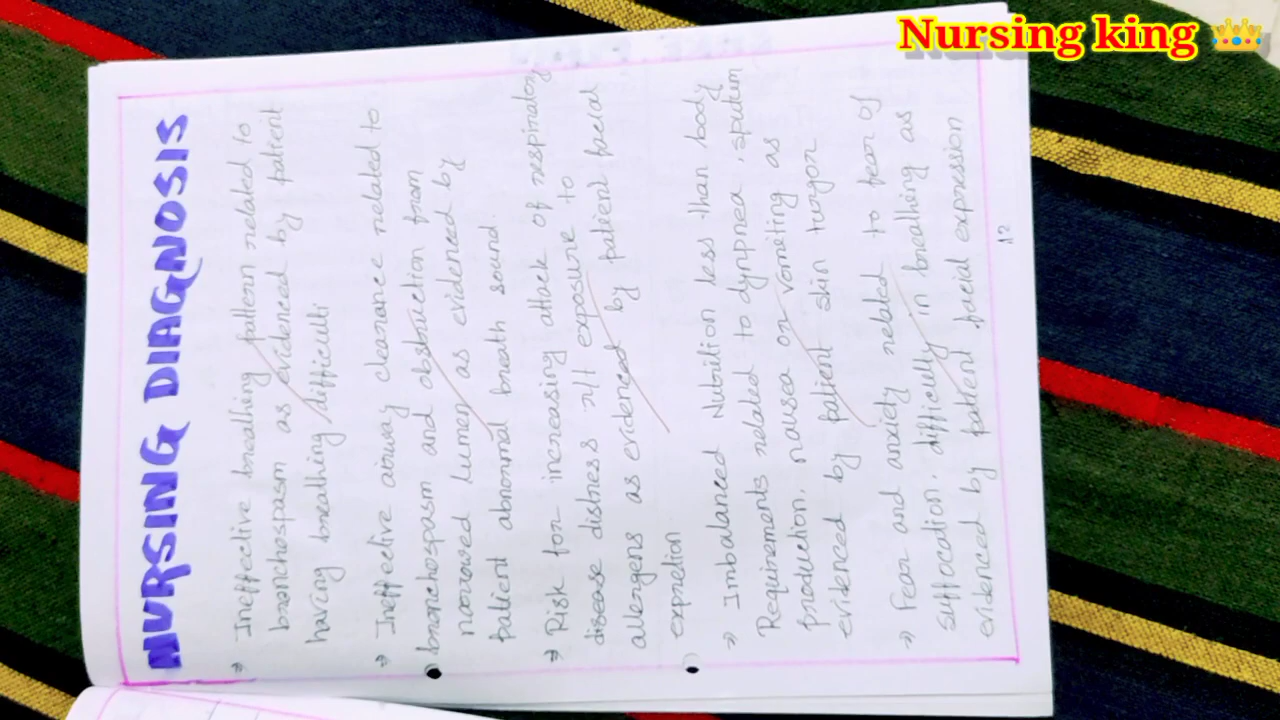 Nursing king 👑
NURSING DIAGNOSIS
⇒ Ineffective breathing pattern related to
bronchospasm as evidenced by patient
having breathing difficulti
⇒ Ineffective airway clearance related to
bronchospasm and obstruction from
narrowed lumen as evidenced by
patient abnormal breath sound.
⇒ Risk for increasing attack of respiratory
disease distress r/t exposure to
allergens as evidenced by patient facial
expretion
⇒ Imbalanced Nutrition less than body
Requirements related to dyspnea, sputum
production, nausea or vometing as
evidenced by patient skin turgor
⇒ Fear and anxiety related to fear of
suffocation, difficulty in breathing as
evidenced by patient facial expression
12